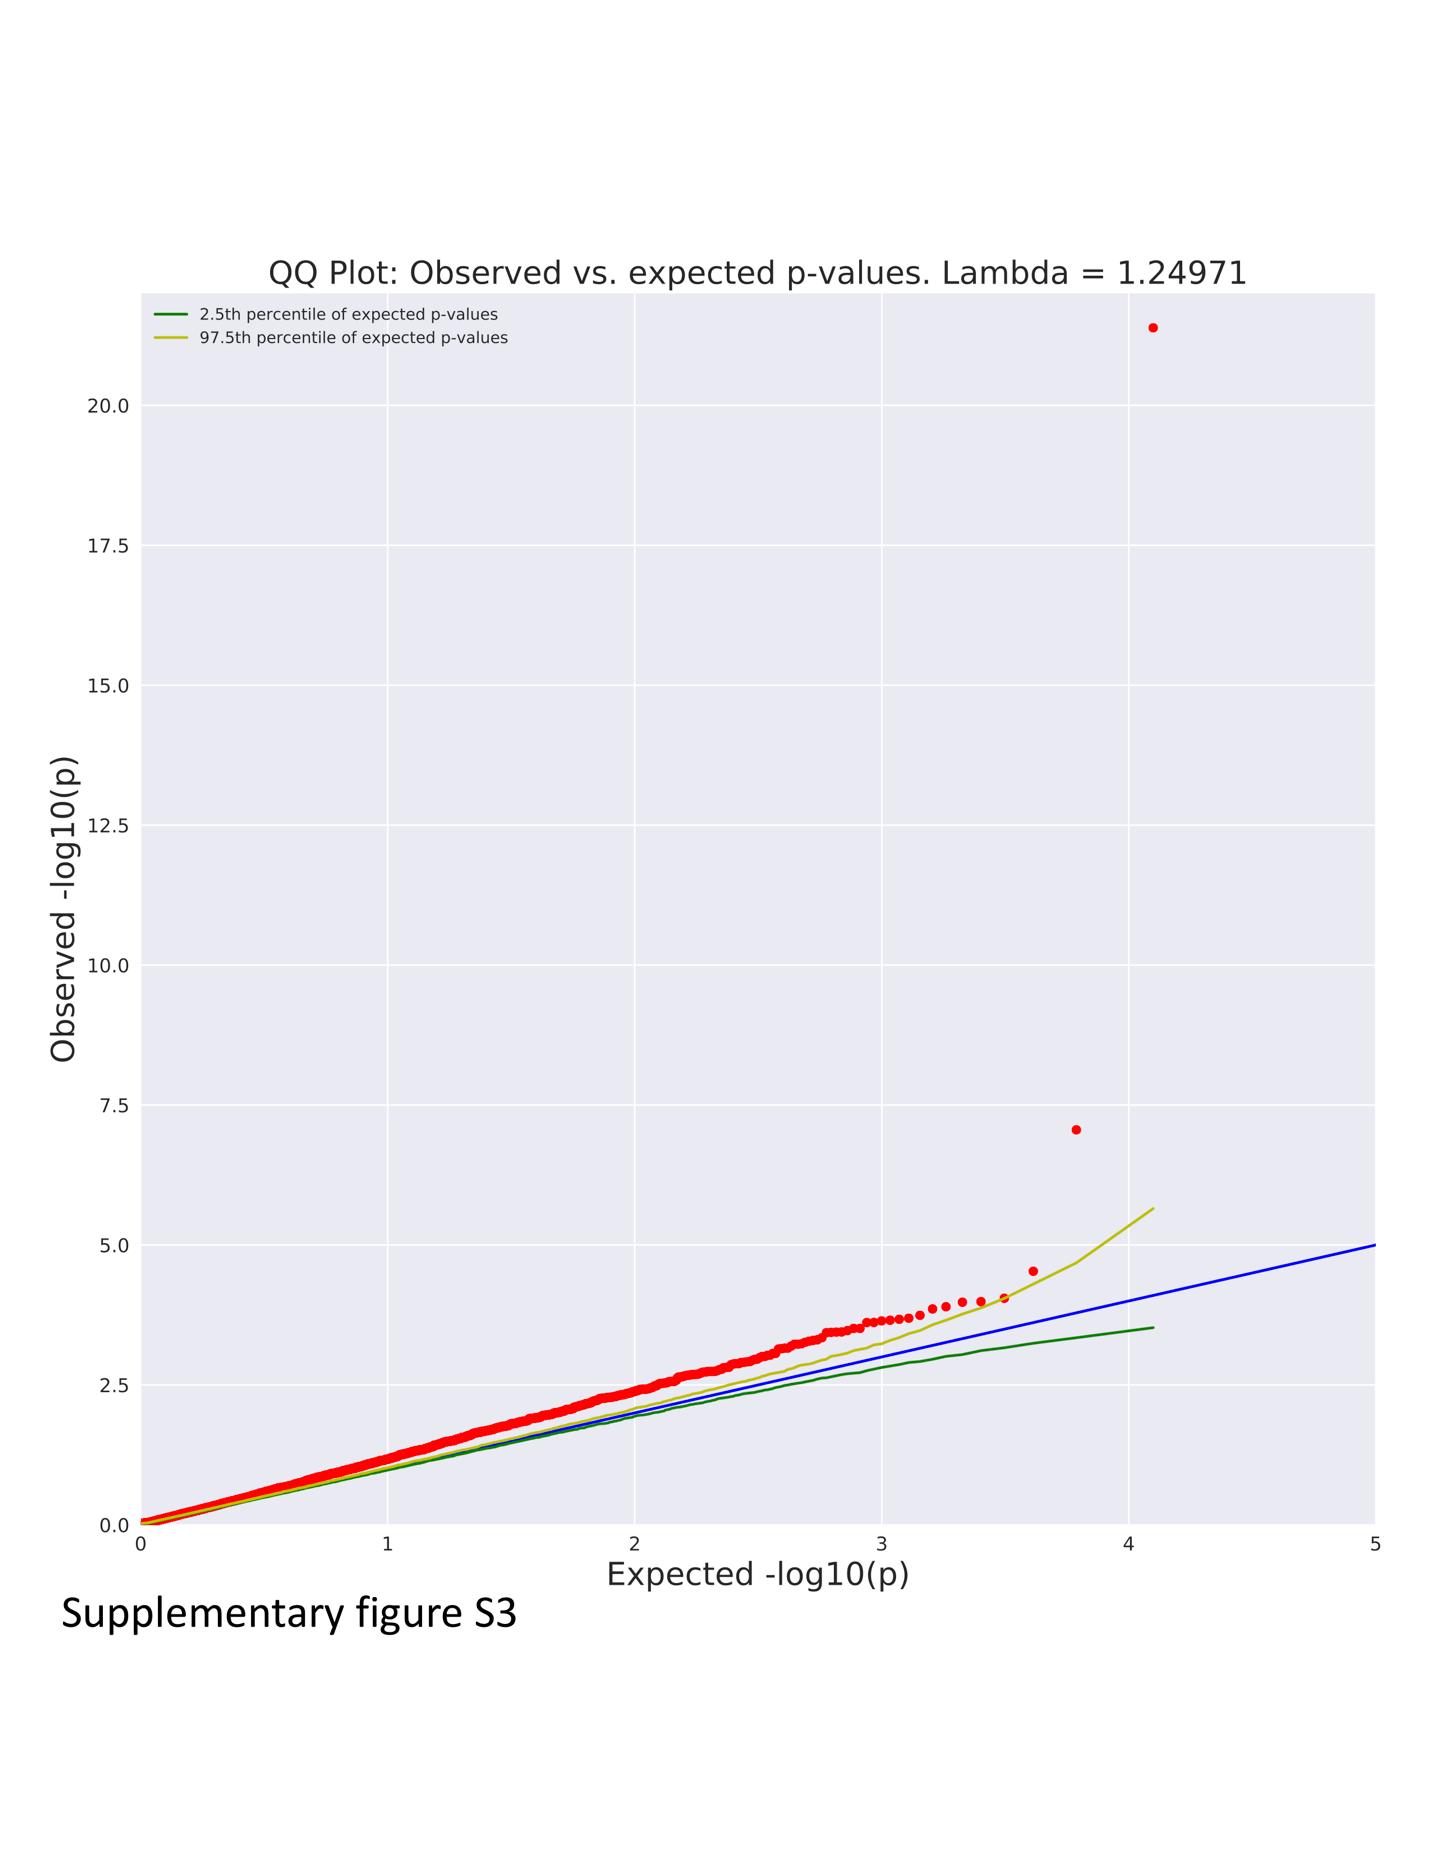 QQ Plot: Observed vs. expected p-values. Lambda = 1.24971
2.5th percentile of expected p-values
97.5th percentile of expected p-values
20.0
17.5
15.0
12.5
10.0
7.5
5.0
2.5
0.0
Observed -log10(p)
0 1 2 3 4 5
Expected -log10(p)
Supplementary figure S3